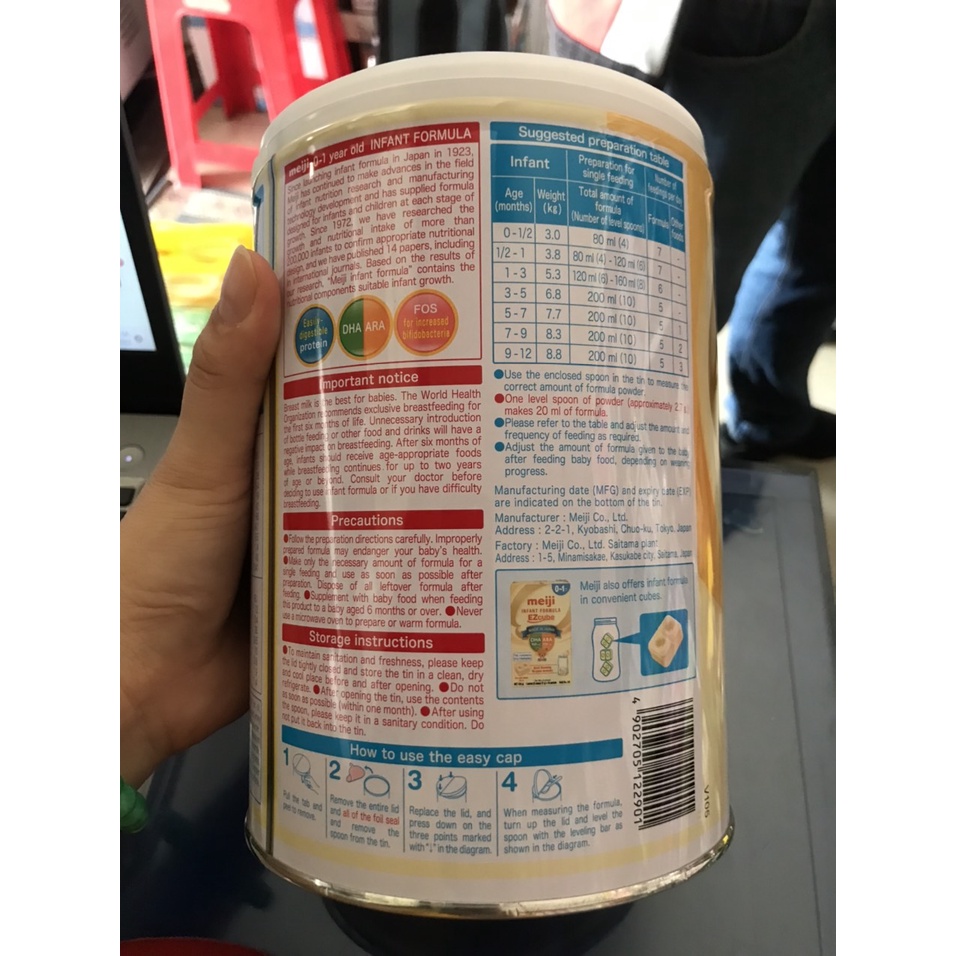 meiji 0-1 year old INFANT FORMULA
Since launching infant formula in Japan in 1923,
Meiji has continued to make advances in the field
of infant nutrition research and manufacturing
technology development and has supplied formula
designed for infants and children at each stage of
growth. Since 1972, we have researched the
growth and nutritional intake of more than
200,000 infants to confirm appropriate nutritional
design, and we have published 14 papers, including
in international journals. Based on the results of
our research, "Meiji infant formula" contains the
nutritional components suitable infant growth.
Easy-
digestible
protein
DHA ARA
FOS
for increased
bifidobacteria
Important notice
Breast milk is the best for babies. The World Health
Organization recommends exclusive breastfeeding for
the first six months of life. Unnecessary introduction
of bottle feeding or other food and drinks will have a
negative impact on breastfeeding. After six months of
age, infants should receive age-appropriate foods
while breastfeeding continues for up to two years
of age or beyond. Consult your doctor before
deciding to use infant formula or if you have difficulty
breastfeeding.
Precautions
●Follow the preparation directions carefully. Improperly
prepared formula may endanger your baby's health.
●Make only the necessary amount of formula for a
single feeding and use as soon as possible after
preparation. Dispose of all leftover formula after
feeding. ●Supplement with baby food when feeding
this product to a baby aged 6 months or over. ●Never
use a microwave oven to prepare or warm formula.
Storage instructions
●To maintain sanitation and freshness, please keep
the lid tightly closed and store the tin in a clean, dry
and cool place before and after opening. ●Do not
refrigerate. ●After opening the tin, use the contents
as soon as possible (within one month). ●After using
the spoon, please keep it in a sanitary condition. Do
not put it back into the tin.
Suggested preparation table
Infant Preparation for single feeding Number of feedings per day
Age (months) Weight (kg) Total amount of formula (Number of level spoons) Formula Other foods
0-1/2 3.0 80 ml (4) 7 -
1/2-1 3.8 80 ml (4) - 120 ml (6) 7 -
1-3 5.3 120 ml (6) - 160 ml (8) 6 -
3-5 6.8 200 ml (10) 5 -
5-7 7.7 200 ml (10) 5 1
7-9 8.3 200 ml (10) 5 2
9-12 8.8 200 ml (10) 5 3
●Use the enclosed spoon in the tin to measure the
correct amount of formula powder.
●One level spoon of powder (approximately 2.7 g)
makes 20 ml of formula.
●Please refer to the table and adjust the amount and
frequency of feeding as required.
●Adjust the amount of formula given to the baby
after feeding baby food, depending on weaning
progress.
Manufacturing date (MFG) and expiry date (EXP)
are indicated on the bottom of the tin.
Manufacturer : Meiji Co., Ltd.
Address : 2-2-1, Kyobashi, Chuo-ku, Tokyo, Japan
Factory : Meiji Co., Ltd. Saitama plant
Address : 1-5, Minamisakae, Kasukabe city, Saitama, Japan
0-1
meiji
INFANT FORMULA
EZcube
DHA ARA
Meiji also offers infant formula
in convenient cubes.
4 902705 122901
V106
How to use the easy cap
1
Pull the tab and
peel to remove.
2
Remove the entire lid
and all of the foil seal
and remove the
spoon from the tin.
3
Replace the lid, and
press down on the
three points marked
with "↓" in the diagram.
4
When measuring the formula,
turn up the lid and level the
spoon with the leveling bar as
shown in the diagram.